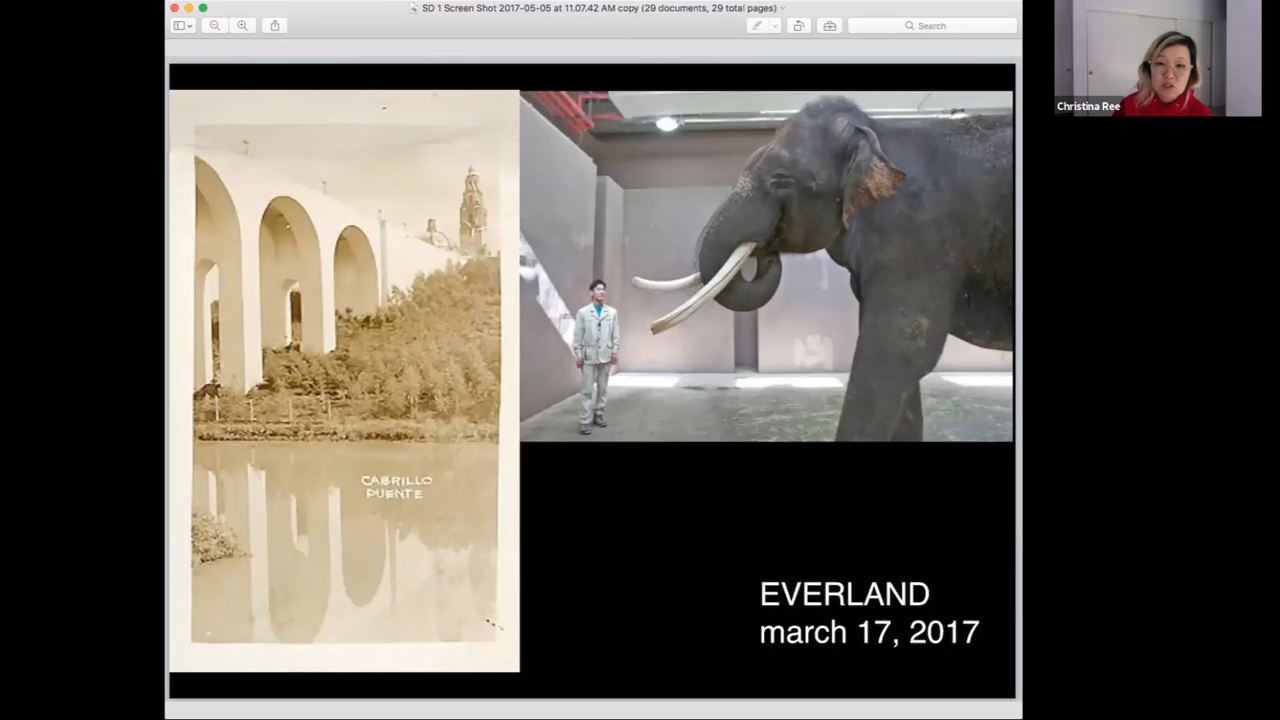 SD 1 Screen Shot 2017-05-05 at 11.07.42 AM copy (29 documents, 29 total pages)
Search
Christina Ree
CABRILLO
PUENTE
EVERLAND
march 17, 2017